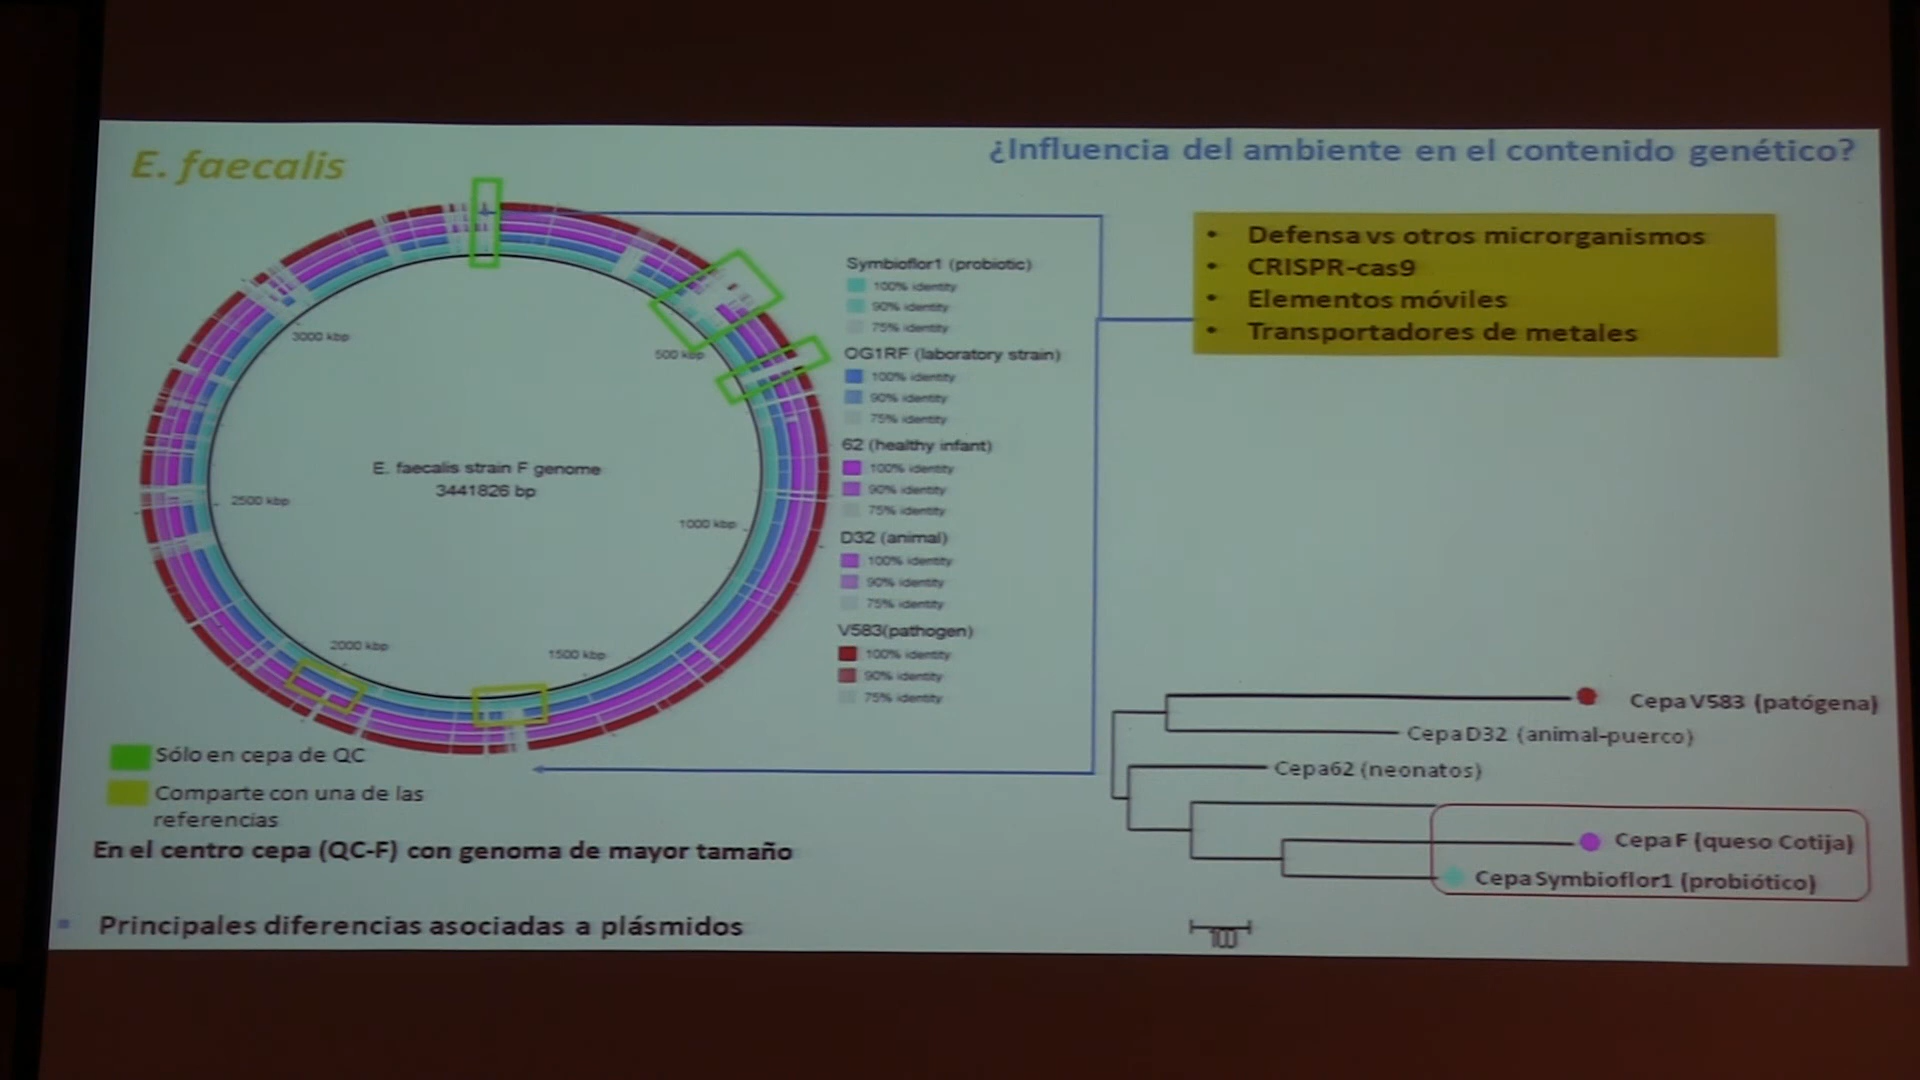 E. faecalis
¿Influencia del ambiente en el contenido genético?
• Defensa vs otros microrganismos
• CRISPR-cas9
• Elementos móviles
• Transportadores de metales
3000 kbp
500 kbp
2500 kbp
1000 kbp
2000 kbp
1500 kbp
E. faecalis strain F genome
3441826 bp
Symbioflor1 (probiotic)
100% identity
90% identity
75% identity
OG1RF (laboratory strain)
100% identity
90% identity
75% identity
62 (healthy infant)
100% identity
90% identity
75% identity
D32 (animal)
100% identity
90% identity
75% identity
V583(pathogen)
100% identity
90% identity
75% identity
Sólo en cepa de QC
Comparte con una de las
referencias
En el centro cepa (QC-F) con genoma de mayor tamaño
Principales diferencias asociadas a plásmidos
Cepa V583 (patógena)
Cepa D32 (animal-puerco)
Cepa62 (neonatos)
Cepa F (queso Cotija)
Cepa Symbioflor1 (probiótico)
100